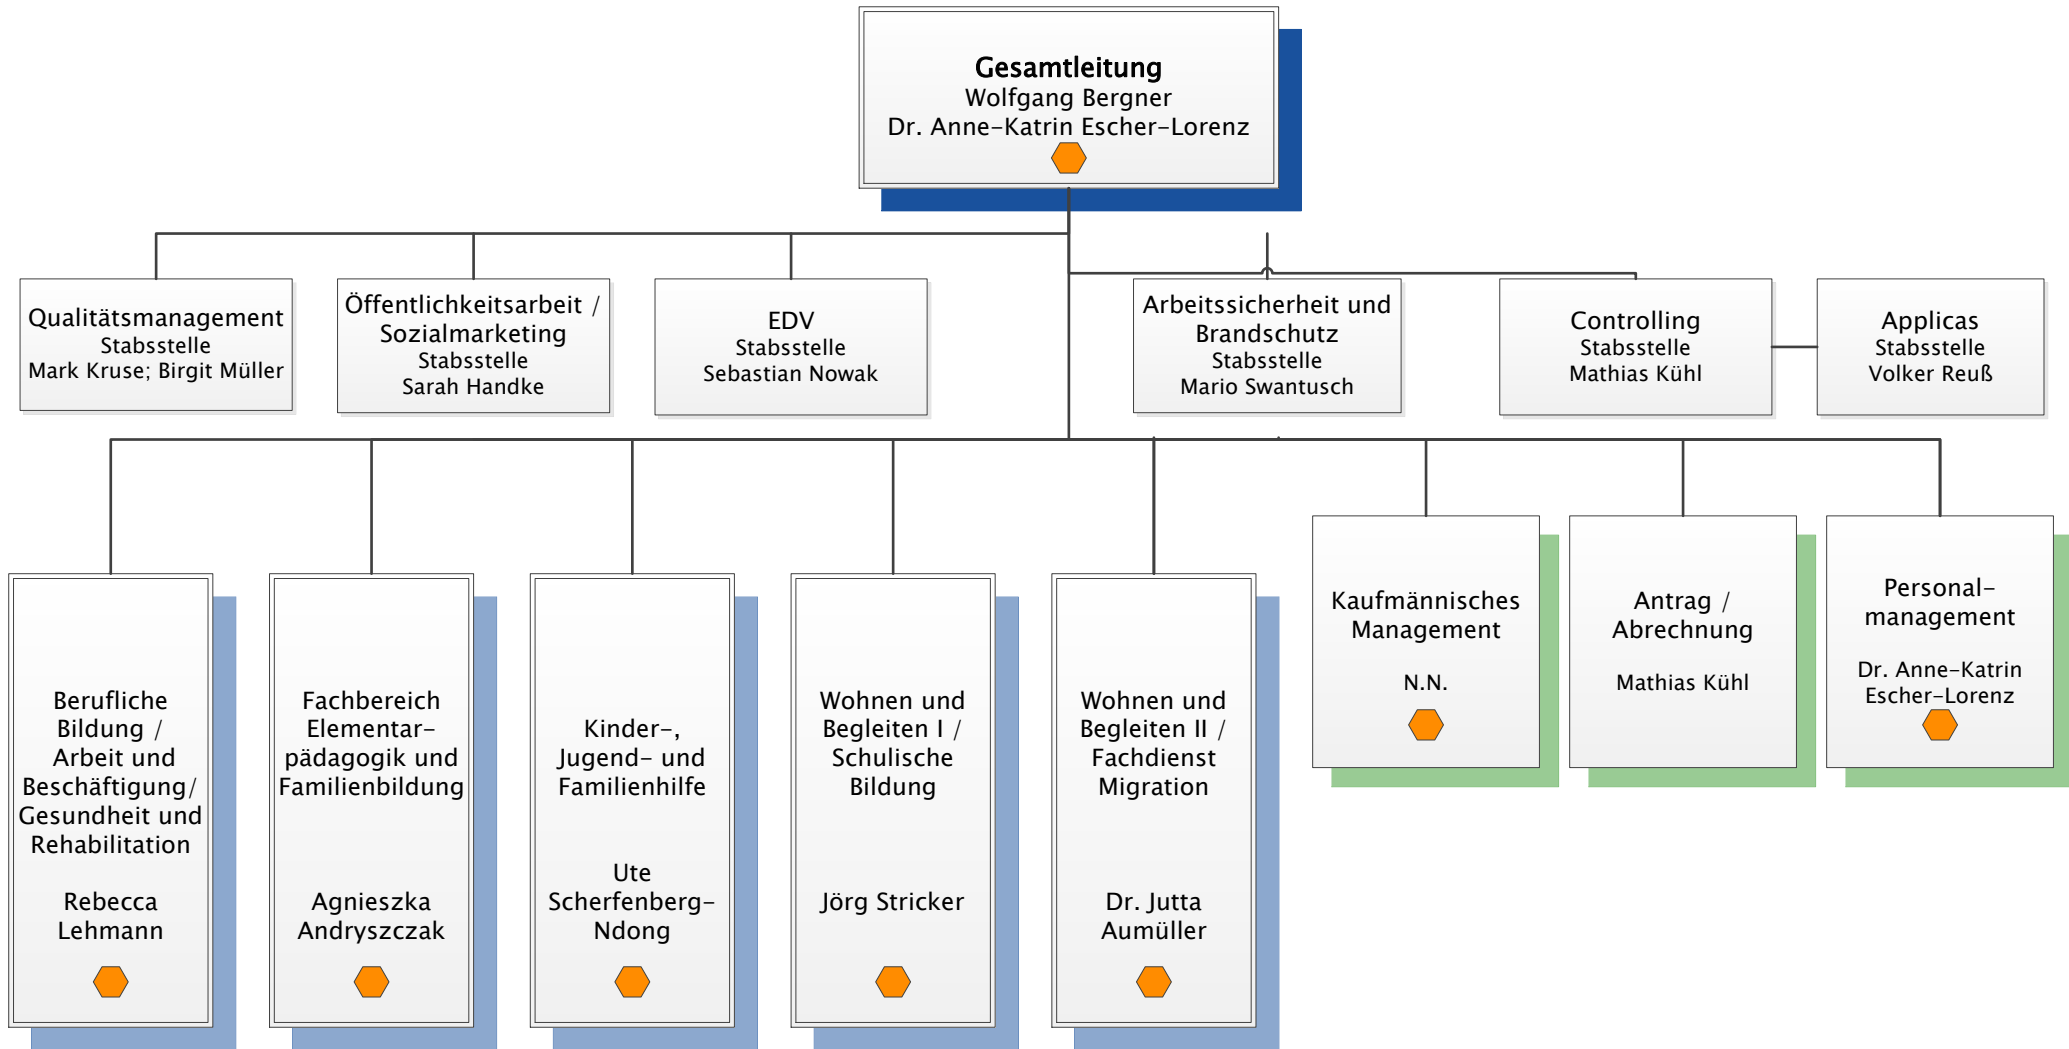 Gesamtleitung
Wolfgang Bergner
Dr. Anne-Katrin Escher-Lorenz
Qualitätsmanagement
Stabsstelle
Mark Kruse; Birgit Müller
Öffentlichkeitsarbeit /
Sozialmarketing
Stabsstelle
Sarah Handke
EDV
Stabsstelle
Sebastian Nowak
Arbeitssicherheit und
Brandschutz
Stabsstelle
Mario Swantusch
Controlling
Stabsstelle
Mathias Kühl
Applicas
Stabsstelle
Volker Reuß
Berufliche
Bildung /
Arbeit und
Beschäftigung/
Gesundheit und
Rehabilitation
Rebecca
Lehmann
Fachbereich
Elementar-
pädagogik und
Familienbildung
Agnieszka
Andryszczak
Kinder-,
Jugend- und
Familienhilfe
Ute
Scherfenberg-
Ndong
Wohnen und
Begleiten I /
Schulische
Bildung
Jörg Stricker
Wohnen und
Begleiten II /
Fachdienst
Migration
Dr. Jutta
Aumüller
Kaufmännisches
Management
N.N.
Antrag /
Abrechnung
Mathias Kühl
Personal-
management
Dr. Anne-Katrin
Escher-Lorenz